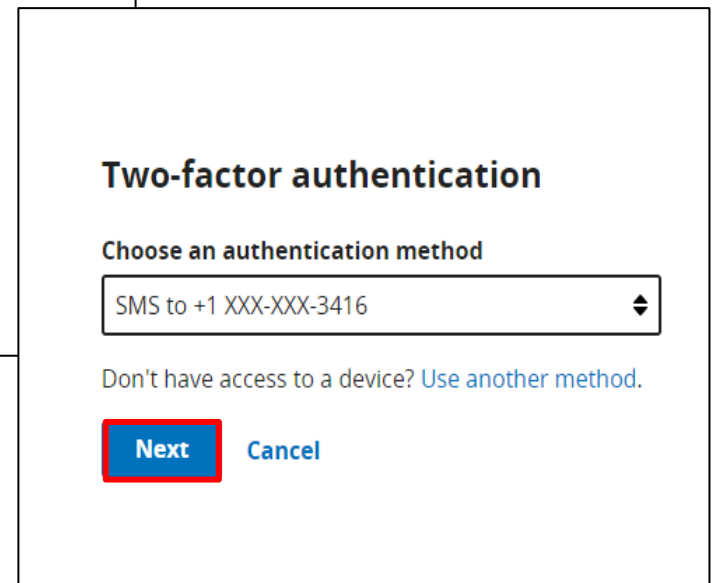 Two-factor authentication
Choose an authentication method
SMS to +1 XXX-XXX-3416
Don't have access to a device? Use another method.
Next Cancel